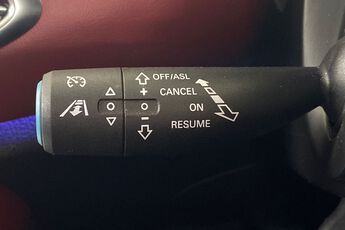 OFF/ASL
+ CANCEL
ON
− RESUME